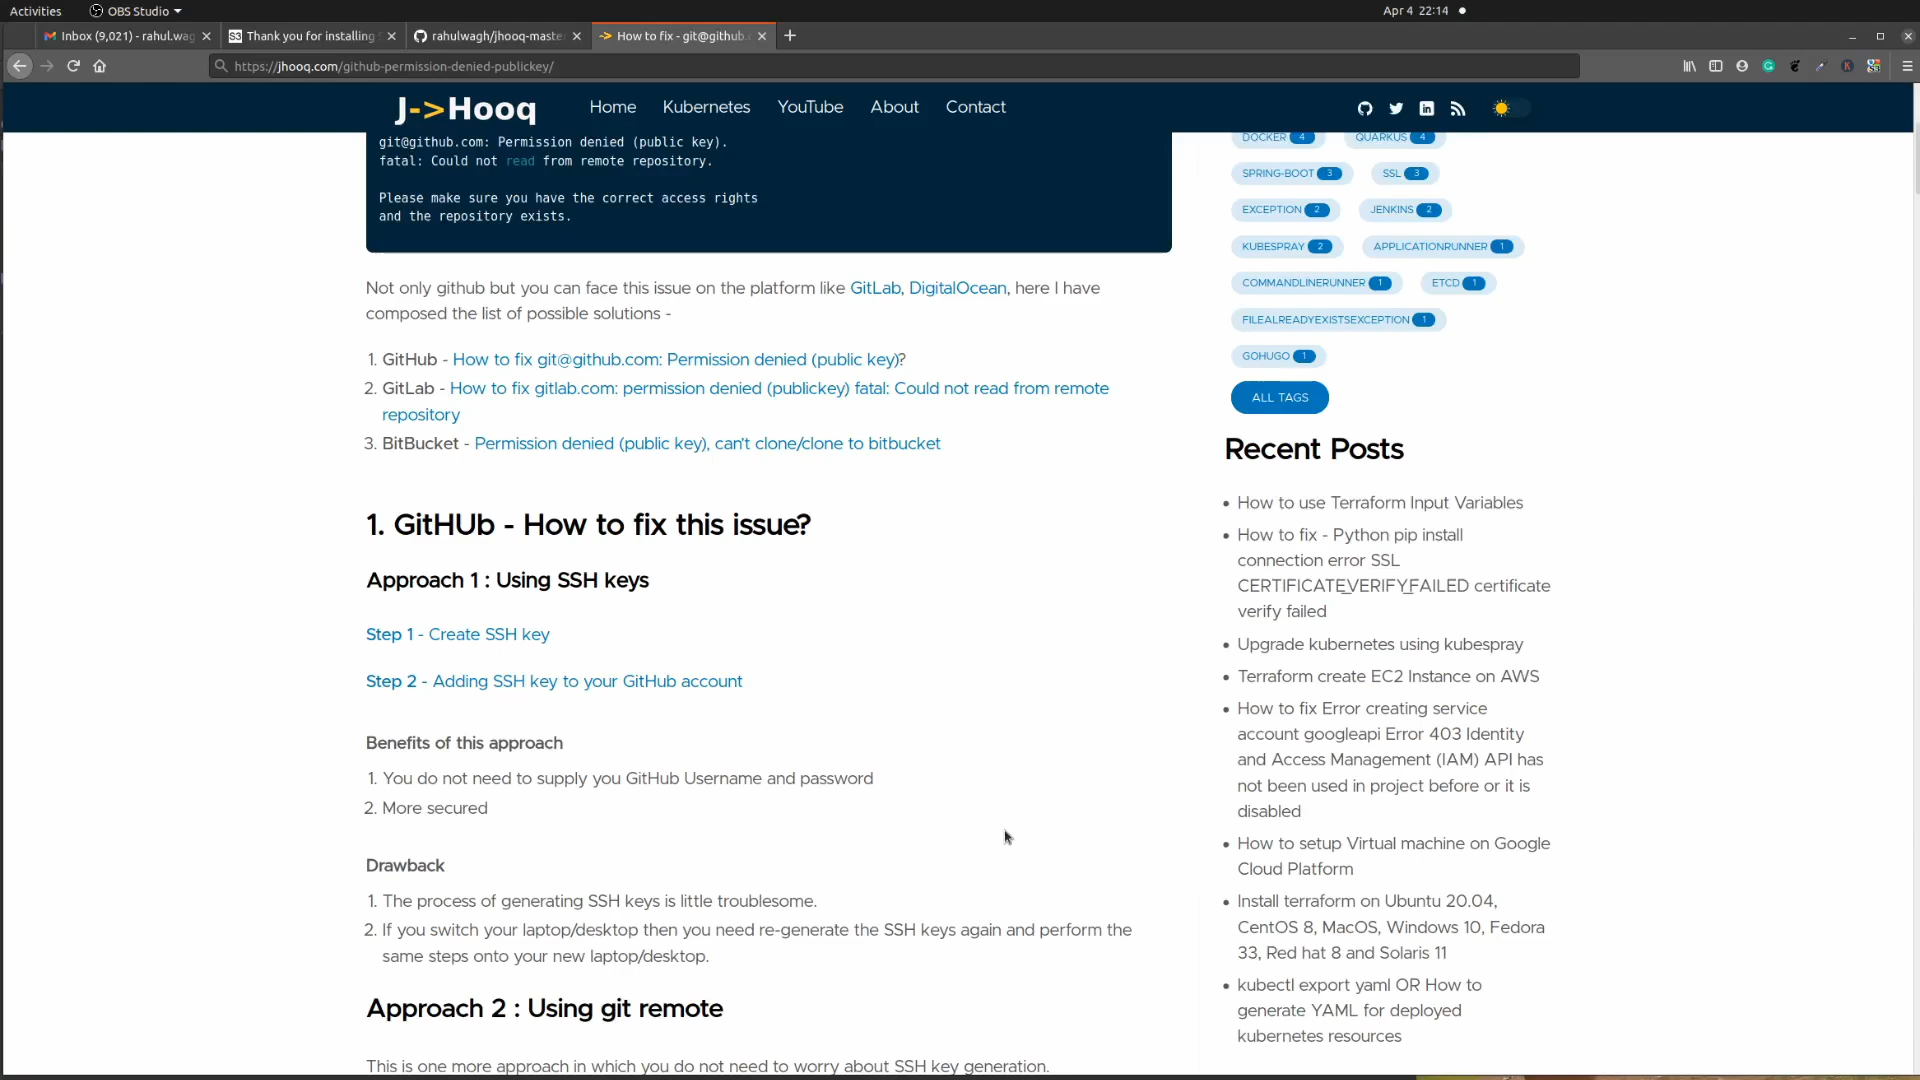 Activities
OBS Studio
Apr 4 22:14
Inbox (9,021) - rahul.wag
Thank you for installing
rahulwagh/jhooq-maste
How to fix - git@github.
https://jhooq.com/github-permission-denied-publickey/
J->Hooq
Home Kubernetes YouTube About Contact
git@github.com: Permission denied (public key).
fatal: Could not read from remote repository.
Please make sure you have the correct access rights
and the repository exists.
Not only github but you can face this issue on the platform like GitLab, DigitalOcean, here I have
composed the list of possible solutions -
1. GitHub - How to fix git@github.com: Permission denied (public key)?
2. GitLab - How to fix gitlab.com: permission denied (publickey) fatal: Could not read from remote
repository
3. BitBucket - Permission denied (public key), can't clone/clone to bitbucket
1. GitHUb - How to fix this issue?
Approach 1 : Using SSH keys
Step 1 - Create SSH key
Step 2 - Adding SSH key to your GitHub account
Benefits of this approach
1. You do not need to supply you GitHub Username and password
2. More secured
Drawback
1. The process of generating SSH keys is little troublesome.
2. If you switch your laptop/desktop then you need re-generate the SSH keys again and perform the
same steps onto your new laptop/desktop.
Approach 2 : Using git remote
This is one more approach in which you do not need to worry about SSH key generation.
DOCKER 4 QUARKUS 4
SPRING-BOOT 3 SSL 3
EXCEPTION 2 JENKINS 2
KUBESPRAY 2 APPLICATIONRUNNER 1
COMMANDLINERUNNER 1 ETCD 1
FILEALREADYEXISTSEXCEPTION 1
GOHUGO 1
ALL TAGS
Recent Posts
How to use Terraform Input Variables
How to fix - Python pip install
connection error SSL
CERTIFICATE_VERIFY_FAILED certificate
verify failed
Upgrade kubernetes using kubespray
Terraform create EC2 Instance on AWS
How to fix Error creating service
account googleapi Error 403 Identity
and Access Management (IAM) API has
not been used in project before or it is
disabled
How to setup Virtual machine on Google
Cloud Platform
Install terraform on Ubuntu 20.04,
CentOS 8, MacOS, Windows 10, Fedora
33, Red hat 8 and Solaris 11
kubectl export yaml OR How to
generate YAML for deployed
kubernetes resources